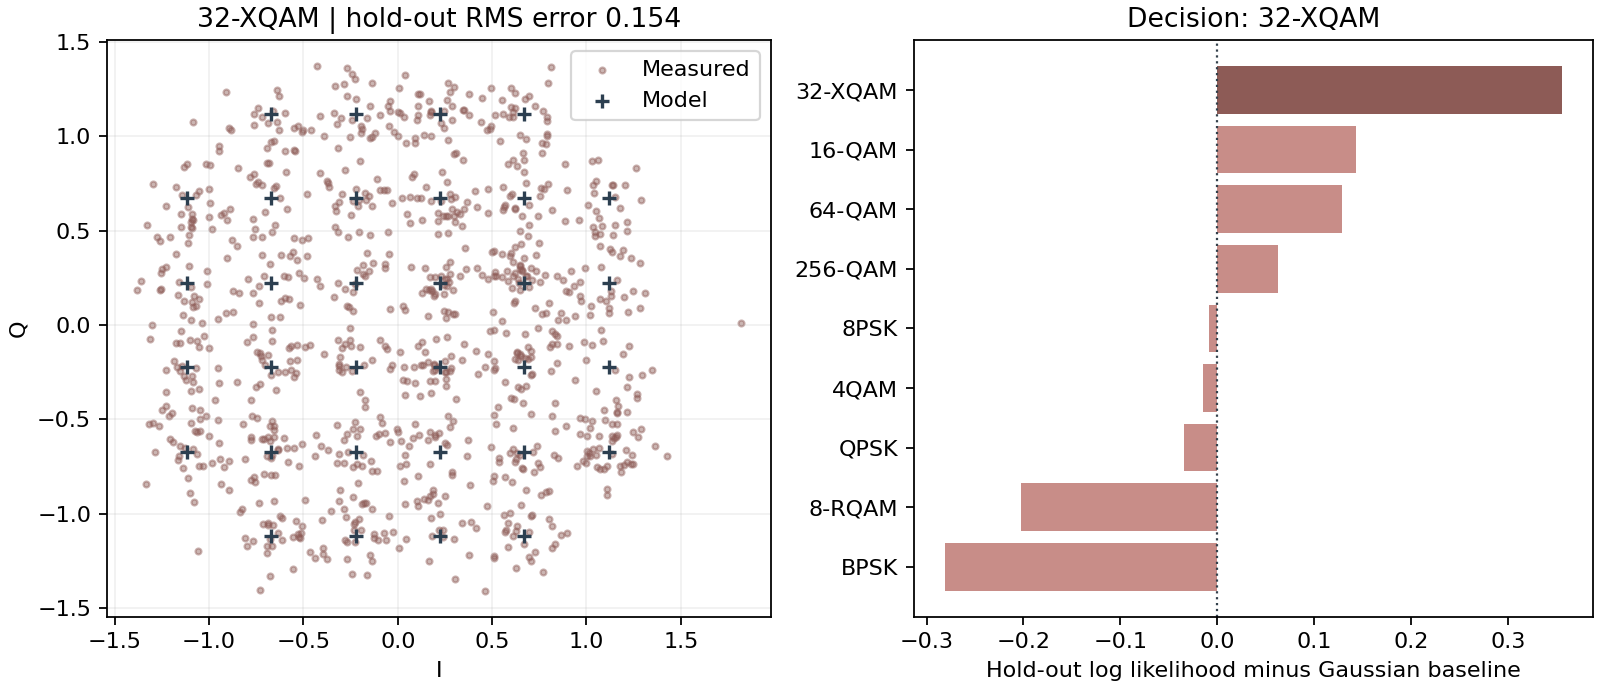 32-XQAM | hold-out RMS error 0.154
Measured
Model
1.5
1.0
0.5
0.0
−0.5
−1.0
−1.5
Q
−1.5 −1.0 −0.5 0.0 0.5 1.0 1.5
I
Decision: 32-XQAM
32-XQAM
16-QAM
64-QAM
256-QAM
8PSK
4QAM
QPSK
8-RQAM
BPSK
−0.3 −0.2 −0.1 0.0 0.1 0.2 0.3
Hold-out log likelihood minus Gaussian baseline